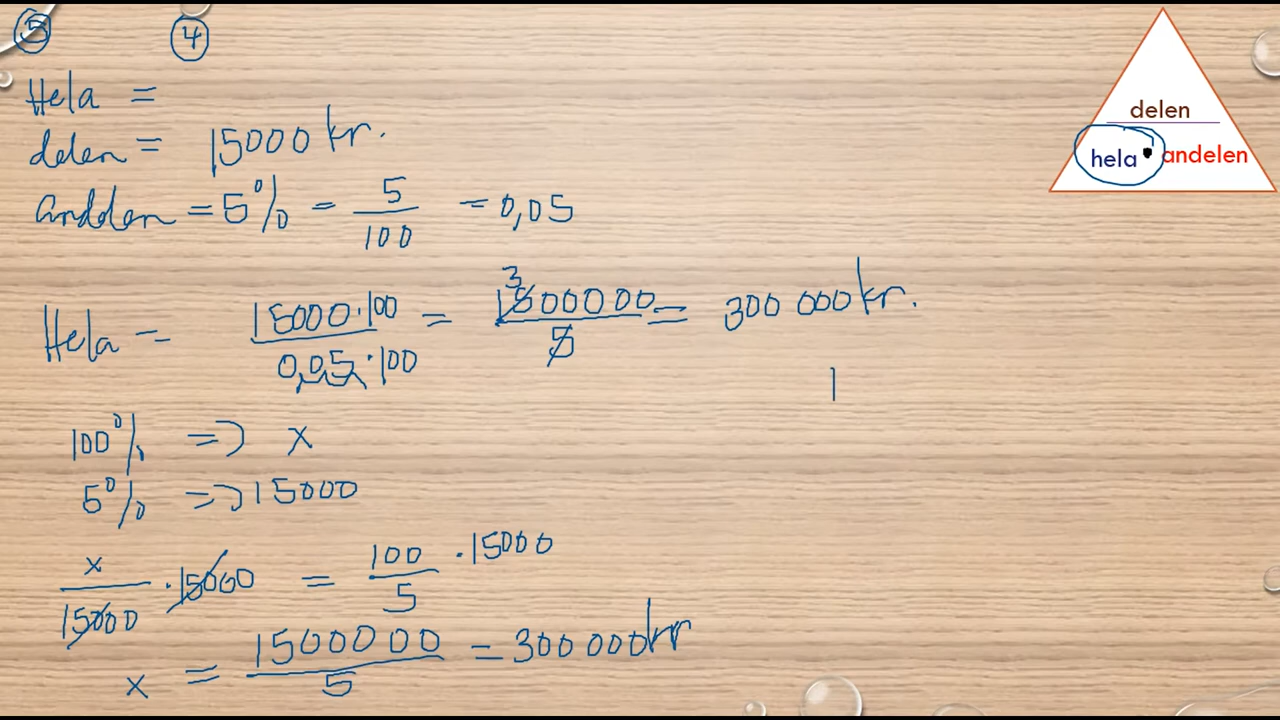 5 4
Hela =
delen = 15000 kr.
andelen = 5% = 5/100 = 0,05
Hela = 15000·100/0,05·100 = 1500000/5 = 300 000 kr.
3
1
100% => x
5% => 15000
x/15000 · 15000 = 100/5 · 15000
x = 1500000/5 = 300 000 kr
delen
hela · andelen